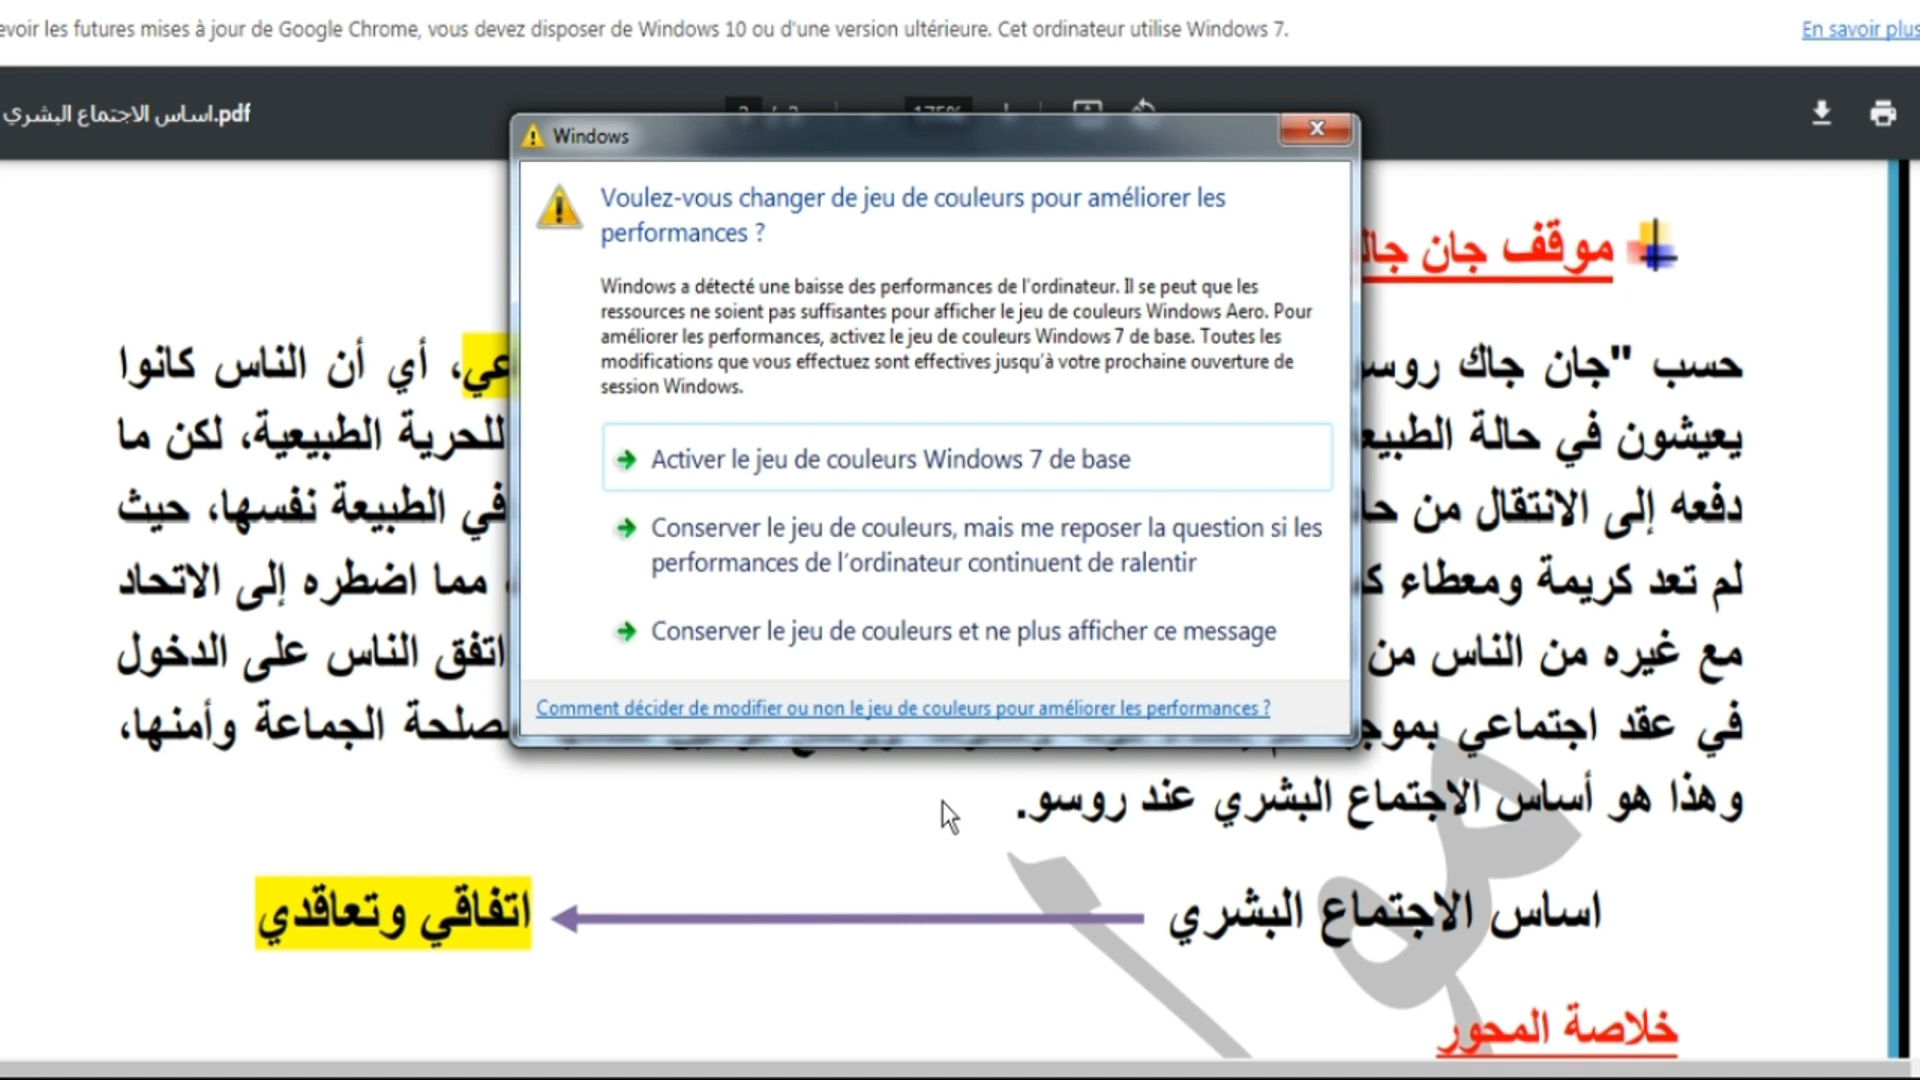 evoir les futures mises à jour de Google Chrome, vous devez disposer de Windows 10 ou d'une version ultérieure. Cet ordinateur utilise Windows 7.
En savoir plus
اساس الاجتماع البشري.pdf
175%
Windows
Voulez-vous changer de jeu de couleurs pour améliorer les
performances ?
Windows a détecté une baisse des performances de l'ordinateur. Il se peut que les
ressources ne soient pas suffisantes pour afficher le jeu de couleurs Windows Aero. Pour
améliorer les performances, activez le jeu de couleurs Windows 7 de base. Toutes les
modifications que vous effectuez sont effectives jusqu'à votre prochaine ouverture de
session Windows.
Activer le jeu de couleurs Windows 7 de base
Conserver le jeu de couleurs, mais me reposer la question si les
performances de l'ordinateur continuent de ralentir
Conserver le jeu de couleurs et ne plus afficher ce message
Comment décider de modifier ou non le jeu de couleurs pour améliorer les performances ?
موقف جان
حسب "جان جاك ، أي أن الناس كانوا
يعيشون في حالة للحرية الطبيعية، لكن ما
دفعه إلى الانتقال من في الطبيعة نفسها، حيث
لم تعد كريمة ومعطاء مما اضطره إلى الاتحاد
مع غيره من الناس من اتفق الناس على الدخول
في عقد اجتماعي الجماعة وأمنها،
وهذا هو أساس الاجتماع البشري عند روسو.
اساس الاجتماع البشري
اتفاقي وتعاقدي
خلاصة المحور